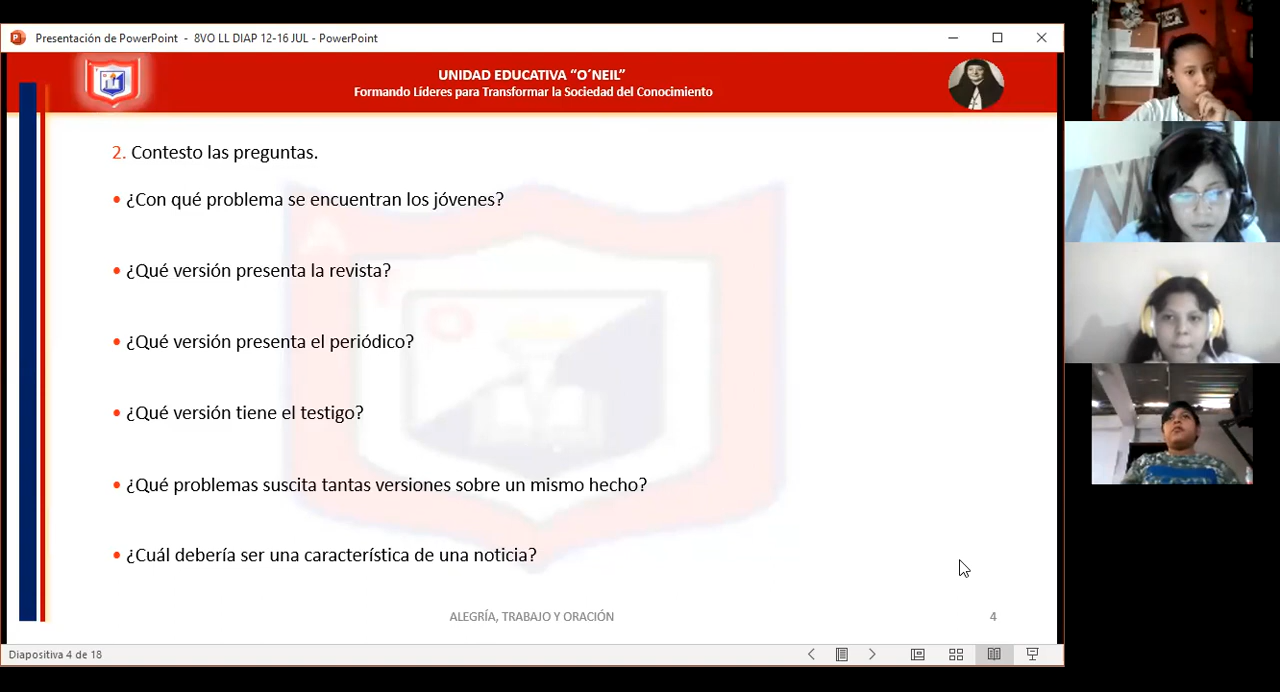 Presentación de PowerPoint - 8VO LL DIAP 12-16 JUL - PowerPoint
UNIDAD EDUCATIVA “O´NEIL”
Formando Líderes para Transformar la Sociedad del Conocimiento
2. Contesto las preguntas.
• ¿Con qué problema se encuentran los jóvenes?
• ¿Qué versión presenta la revista?
• ¿Qué versión presenta el periódico?
• ¿Qué versión tiene el testigo?
• ¿Qué problemas suscita tantas versiones sobre un mismo hecho?
• ¿Cuál debería ser una característica de una noticia?
ALEGRÍA, TRABAJO Y ORACIÓN
4
Diapositiva 4 de 18